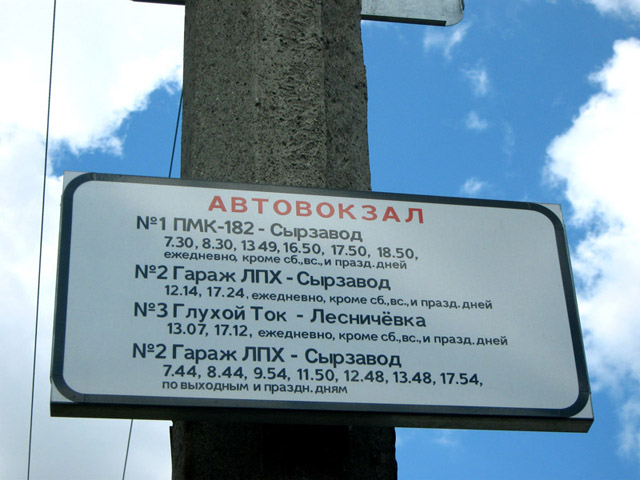 АВТОВОКЗАЛ
№1 ПМК-182 - Сырзавод
7.30, 8.30, 13 49, 16.50, 17.50, 18.50,
ежедневно, кроме сб.,вс., и празд. дней
№2 Гараж ЛПХ - Сырзавод
12.14, 17.24, ежедневно, кроме сб.,вс., и празд. дней
№3 Глухой Ток - Лесничёвка
13.07, 17.12, ежедневно, кроме сб.,вс., и празд. дней
№2 Гараж ЛПХ - Сырзавод
7.44, 8.44, 9.54, 11.50, 12.48, 13.48, 17.54,
по выходным и праздн. дням